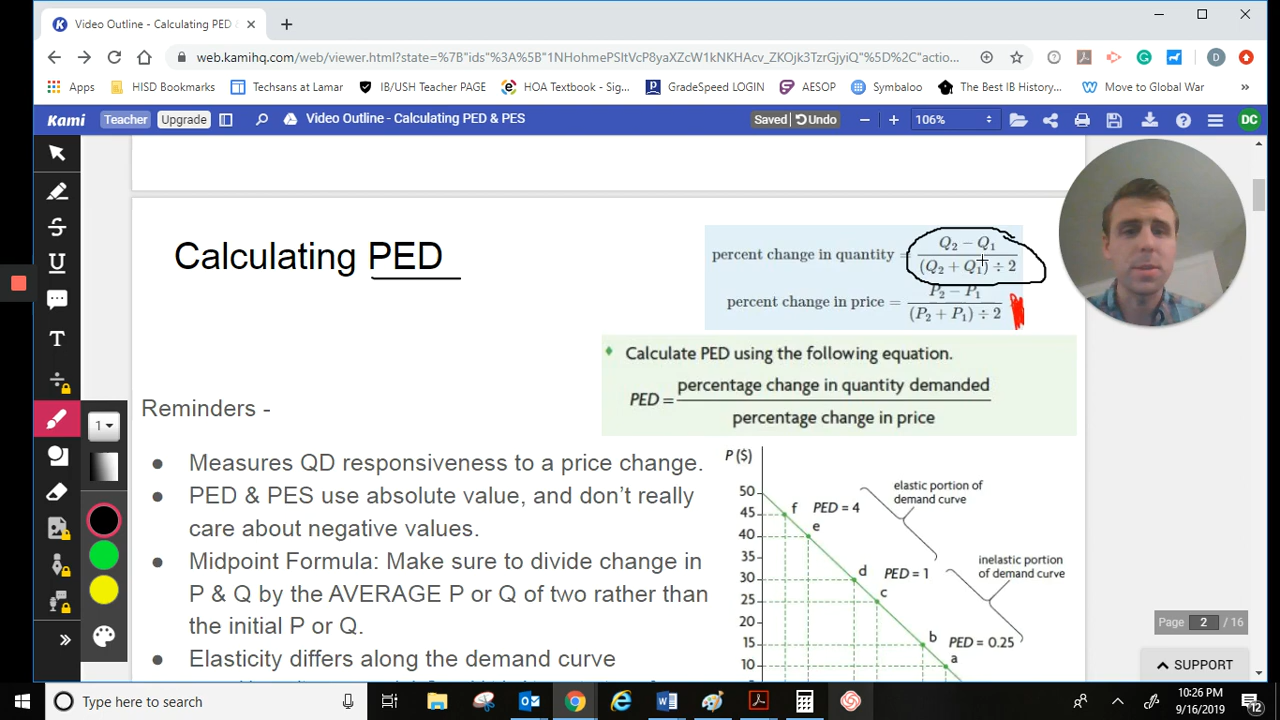 Video Outline - Calculating PED &
web.kamihq.com/web/viewer.html?state=%7B"ids"%3A%5B"1NHohmePSltVcP8yaXZcW1kNKHAcv_ZKOjk3TzrGjyiQ"%5D%2C"actio...
Apps HISD Bookmarks Techsans at Lamar IB/USH Teacher PAGE HOA Textbook - Sig... GradeSpeed LOGIN AESOP Symbaloo The Best IB History... Move to Global War
Kami Teacher Upgrade Video Outline - Calculating PED & PES Saved Undo 106% DC
Calculating PED
percent change in quantity = Q₂ − Q₁ / (Q₂ + Q₁) ÷ 2
percent change in price = P₂ − P₁ / (P₂ + P₁) ÷ 2
Calculate PED using the following equation.
PED = percentage change in quantity demanded / percentage change in price
Reminders -
● Measures QD responsiveness to a price change.
● PED & PES use absolute value, and don't really
care about negative values.
● Midpoint Formula: Make sure to divide change in
P & Q by the AVERAGE P or Q of two rather than
the initial P or Q.
● Elasticity differs along the demand curve
P ($)
50
45
40
35
30
25
20
15
10
f PED = 4
e
d PED = 1
c
b PED = 0.25
a
elastic portion of
demand curve
inelastic portion
of demand curve
T
1
Page 2 / 16
SUPPORT
Type here to search
10:26 PM
9/16/2019
12